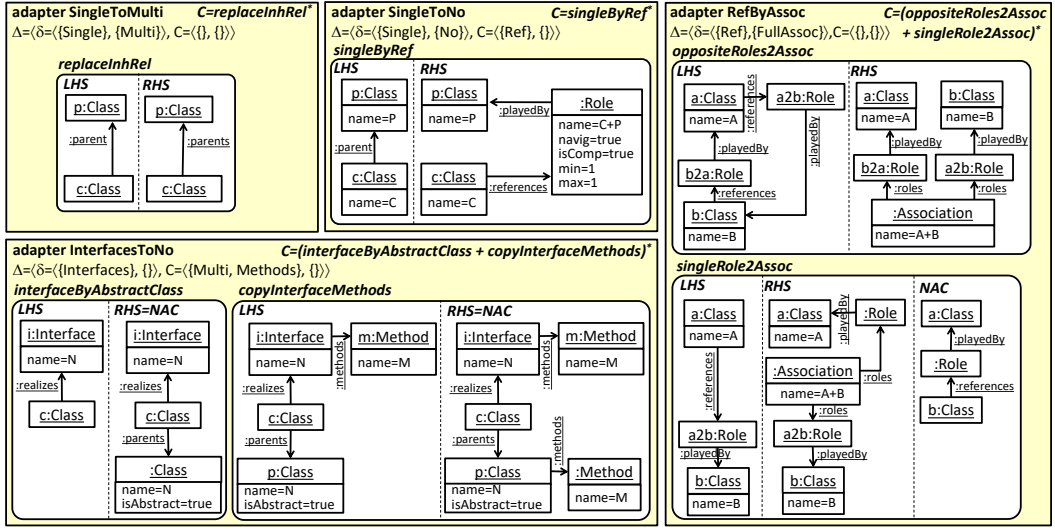 adapter SingleToMulti C=replaceInhRel*
Δ=⟨δ=⟨{Single}, {Multi}⟩, C=⟨{}, {}⟩⟩
replaceInhRel
LHS RHS
p:Class p:Class
:parent :parents
c:Class c:Class
adapter SingleToNo C=singleByRef*
Δ=⟨δ=⟨{Single}, {No}⟩, C=⟨{Ref}, {}⟩⟩
singleByRef
LHS RHS
p:Class p:Class :Role
name=P name=P :playedBy
name=C+P
navig=true
isComp=true
min=1
max=1
:parent
c:Class c:Class
:references
name=C name=C
adapter RefByAssoc C=(oppositeRoles2Assoc
Δ=⟨δ=⟨{Ref},{FullAssoc}⟩,C=⟨{},{}⟩⟩ + singleRole2Assoc)*
oppositeRoles2Assoc
LHS RHS
a:Class :references a2b:Role a:Class b:Class
name=A name=A name=B
:playedBy :playedBy :playedBy :playedBy
b2a:Role b2a:Role a2b:Role
:references :roles :roles
b:Class :Association
name=B name=A+B
adapter InterfacesToNo C=(interfaceByAbstractClass + copyInterfaceMethods)*
Δ=⟨δ=⟨{Interfaces}, {}⟩, C=⟨{Multi, Methods}, {}⟩⟩
interfaceByAbstractClass
LHS RHS=NAC
i:Interface i:Interface
name=N name=N
:realizes :realizes
c:Class c:Class
:parents
:Class
name=N
isAbstract=true
copyInterfaceMethods
LHS RHS=NAC
i:Interface m:Method i:Interface m:Method
name=N :methods name=M name=N :methods name=M
:realizes :realizes
c:Class c:Class
:parents :parents :methods
p:Class p:Class :Method
name=N name=N name=M
isAbstract=true isAbstract=true
singleRole2Assoc
LHS RHS NAC
a:Class a:Class :playedBy :Role a:Class
name=A name=A :playedBy
:references :Association :roles :Role
name=A+B :references
:roles b:Class
a2b:Role a2b:Role
:playedBy :playedBy
b:Class b:Class
name=B name=B